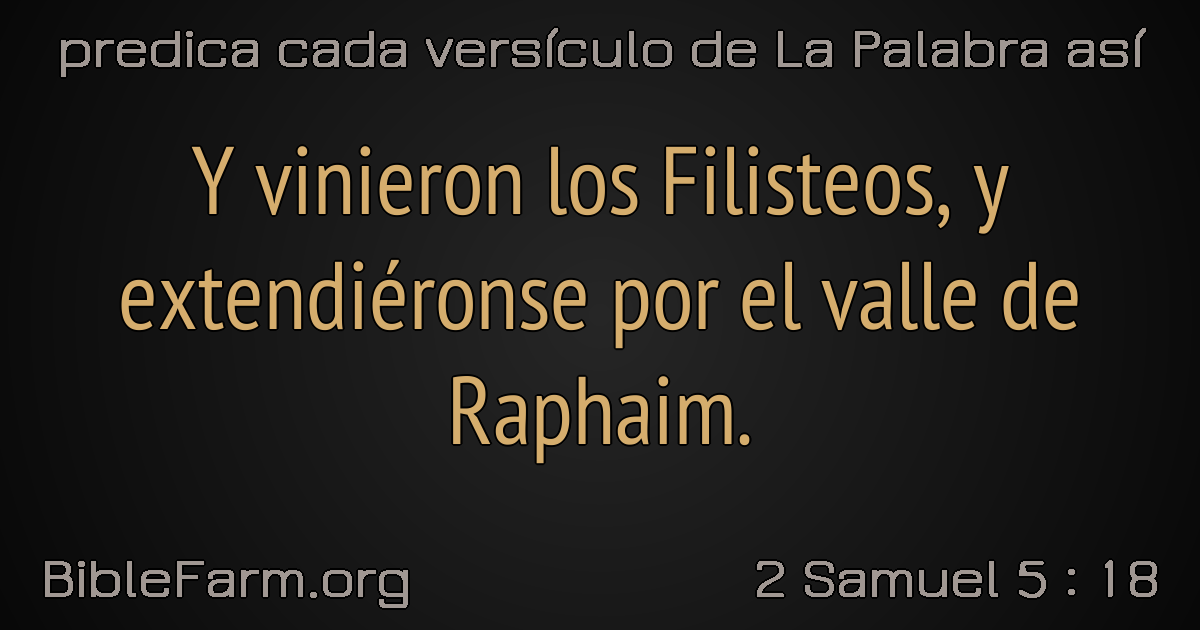 predica cada versículo de La Palabra así
Y vinieron los Filisteos, y
extendiéronse por el valle de
Raphaim.
BibleFarm.org
2 Samuel 5 : 18